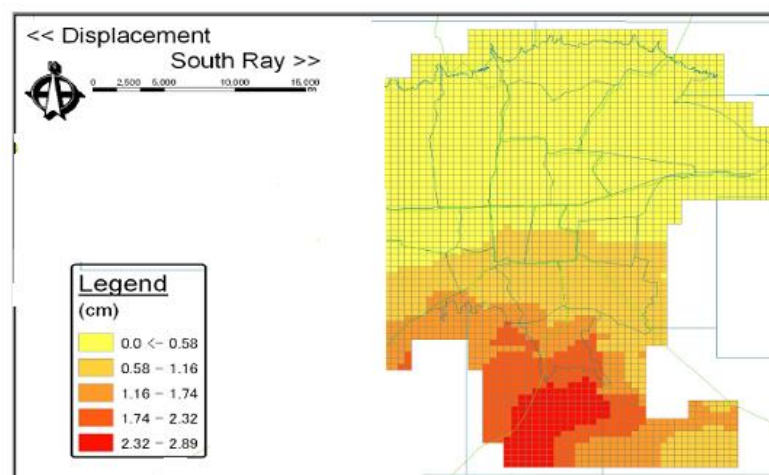 << Displacement
South Ray >>
0 2,500 5,000 10,000 15,000
m
Legend
(cm)
0.0 <- 0.58
0.58 - 1.16
1.16 - 1.74
1.74 - 2.32
2.32 - 2.89